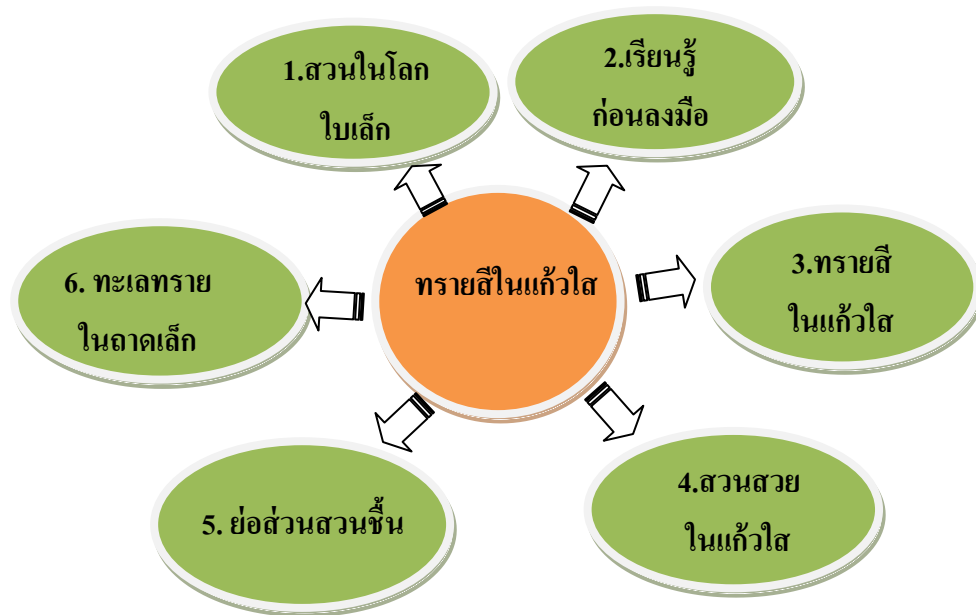 1.สวนในโลก
ใบเล็ก
2.เรียนรู้
ก่อนลงมือ
ทรายสีในแก้วใส
3.ทรายสี
ในแก้วใส
4.สวนสวย
ในแก้วใส
5. ย่อส่วนสวนชื้น
6. ทะเลทราย
ในถาดเล็ก